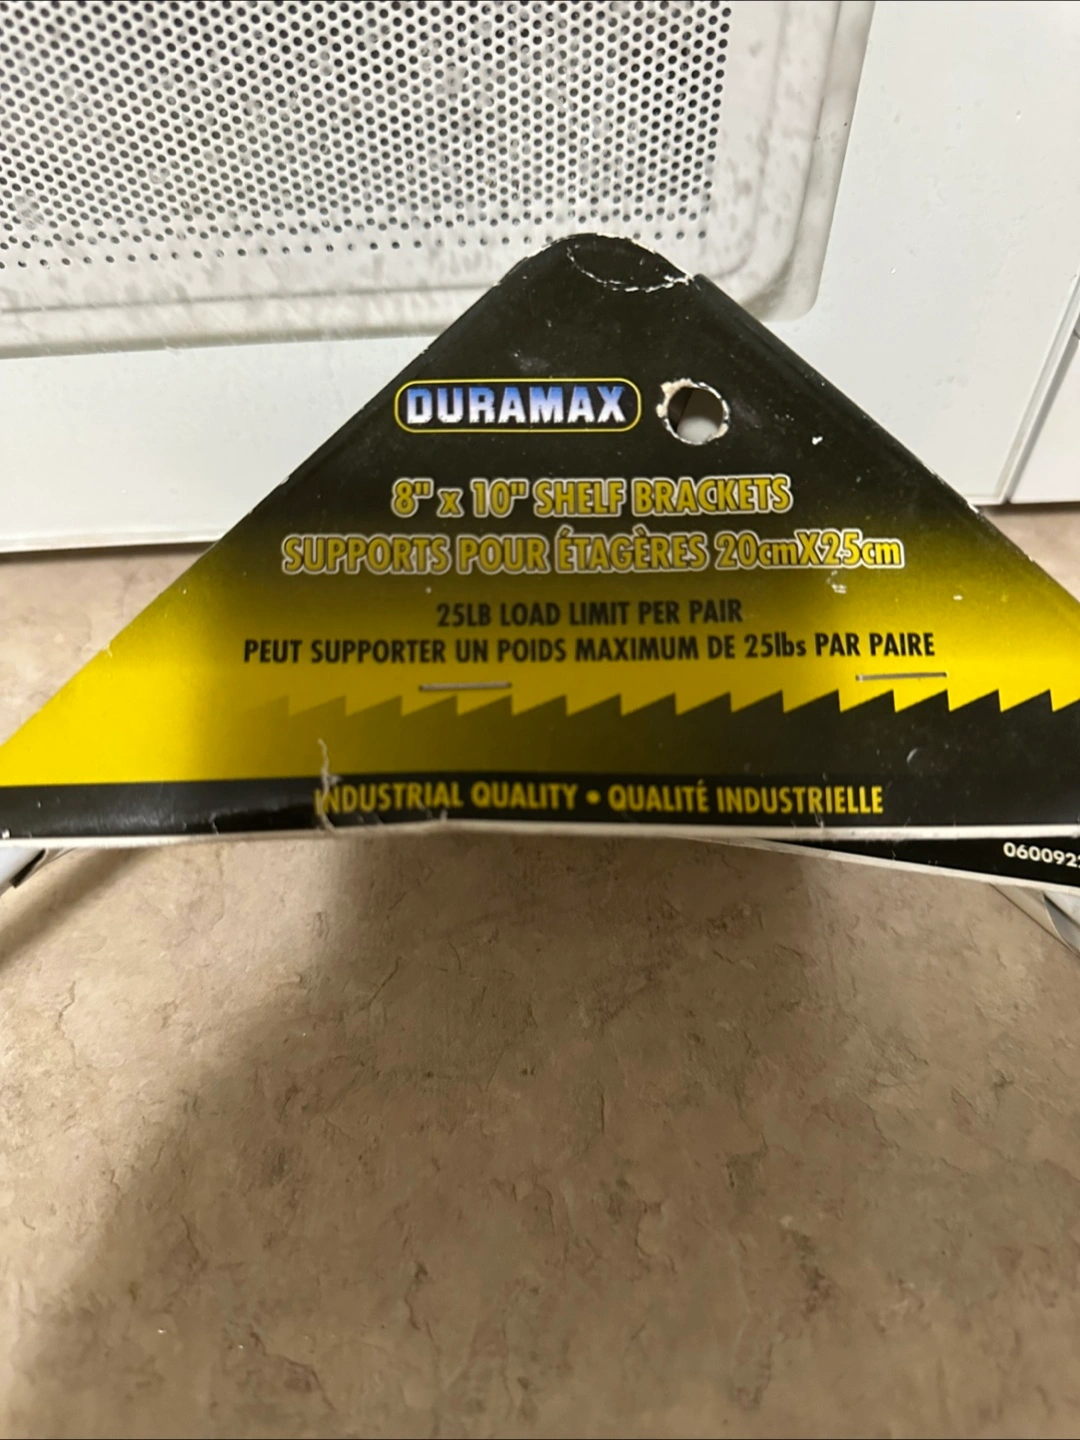 DURAMAX
8" x 10" SHELF BRACKETS
SUPPORTS POUR ÉTAGÈRES 20cmX25cm
25LB LOAD LIMIT PER PAIR
PEUT SUPPORTER UN POIDS MAXIMUM DE 25lbs PAR PAIRE
INDUSTRIAL QUALITY • QUALITÉ INDUSTRIELLE